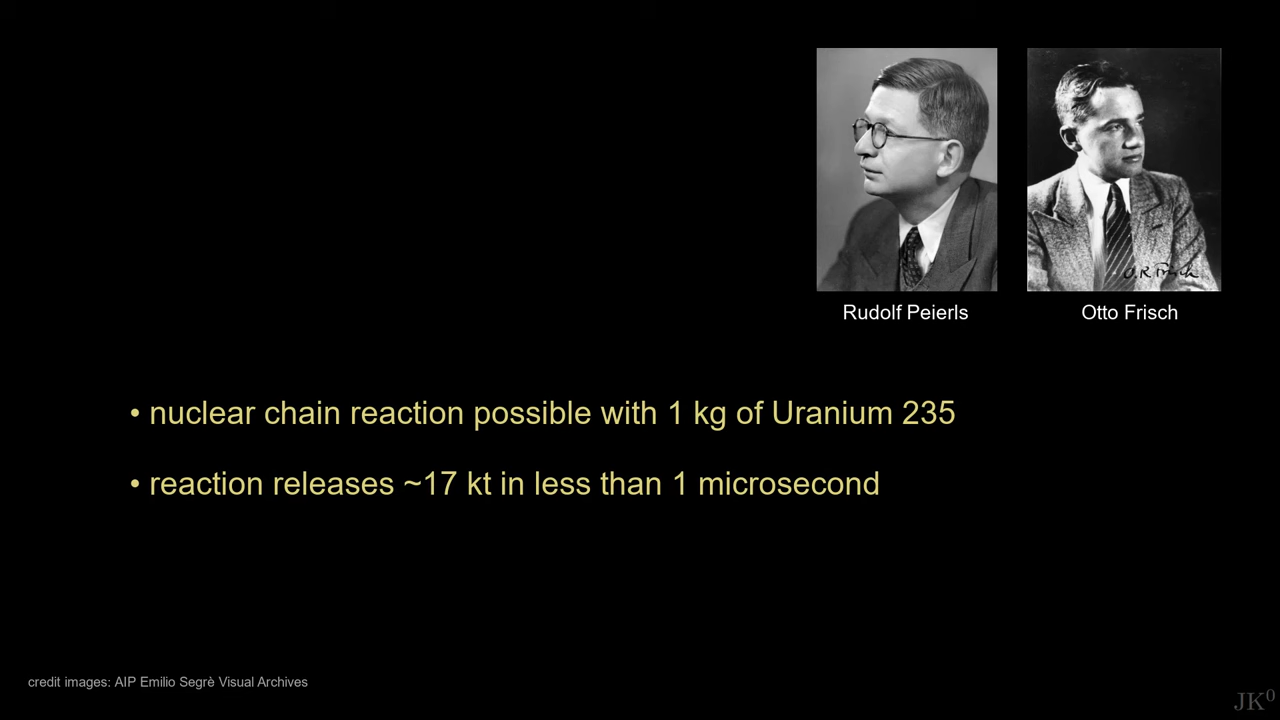 O.R.Frisch
Rudolf Peierls
Otto Frisch
• nuclear chain reaction possible with 1 kg of Uranium 235
• reaction releases ~17 kt in less than 1 microsecond
credit images: AIP Emilio Segrè Visual Archives
JK⁰